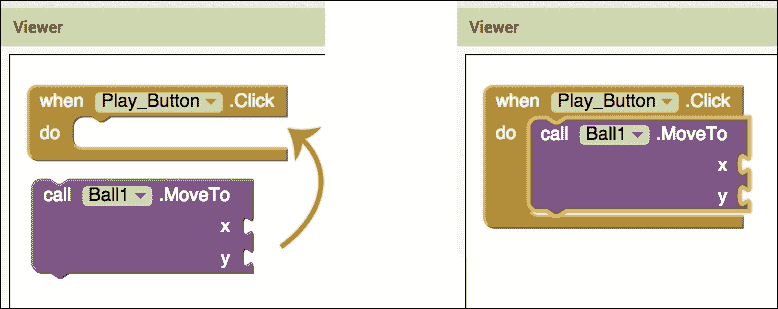 Viewer
when Play_Button .Click
do
call Ball1 .MoveTo
x
y
Viewer
when Play_Button .Click
do call Ball1 .MoveTo
x
y